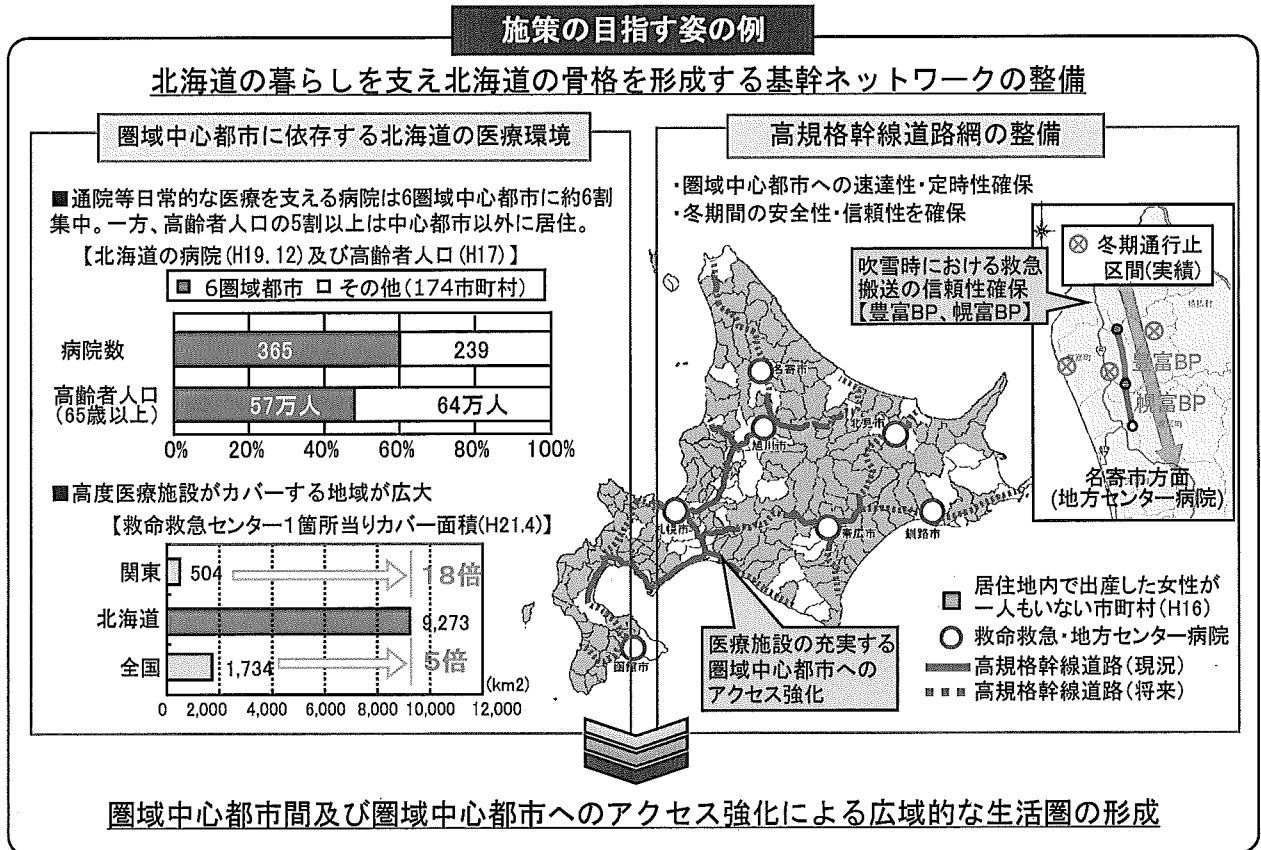 施策の目指す姿の例
北海道の暮らしを支え北海道の骨格を形成する基幹ネットワークの整備
圏域中心都市に依存する北海道の医療環境
■通院等日常的な医療を支える病院は6圏域中心都市に約6割
集中。一方、高齢者人口の5割以上は中心都市以外に居住。
【北海道の病院(H19.12)及び高齢者人口(H17)】
■ 6圏域都市 □ その他(174市町村)
病院数 365 239
高齢者人口 57万人 64万人
(65歳以上)
0% 20% 40% 60% 80% 100%
■高度医療施設がカバーする地域が広大
【救命救急センター1箇所当りカバー面積(H21.4)】
関東 504 18倍
北海道 9,273
全国 1,734 5倍
(km2)
0 2,000 4,000 6,000 8,000 10,000 12,000
高規格幹線道路網の整備
・圏域中心都市への速達性・定時性確保
・冬期間の安全性・信頼性を確保
吹雪時における救急
搬送の信頼性確保
【豊富BP、幌富BP】
冬期通行止
区間(実績)
豊富BP
幌富BP
名寄市方面
(地方センター病院)
名寄市
旭川市
北見市
札幌市
帯広市
釧路市
函館市
医療施設の充実する
圏域中心都市への
アクセス強化
居住地内で出産した女性が
一人もいない市町村(H16)
救命救急・地方センター病院
高規格幹線道路(現況)
高規格幹線道路(将来)
圏域中心都市間及び圏域中心都市へのアクセス強化による広域的な生活圏の形成